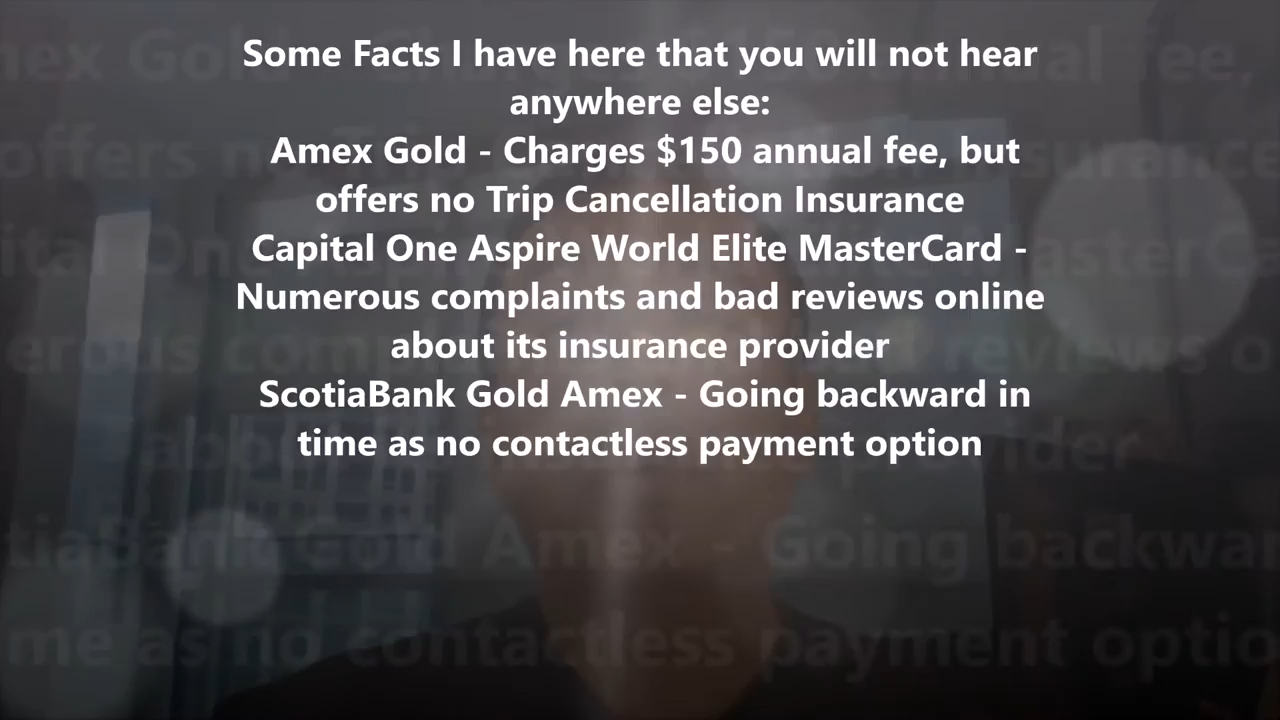 Some Facts I have here that you will not hear
anywhere else:
Amex Gold - Charges $150 annual fee, but
offers no Trip Cancellation Insurance
Capital One Aspire World Elite MasterCard -
Numerous complaints and bad reviews online
about its insurance provider
ScotiaBank Gold Amex - Going backward in
time as no contactless payment option